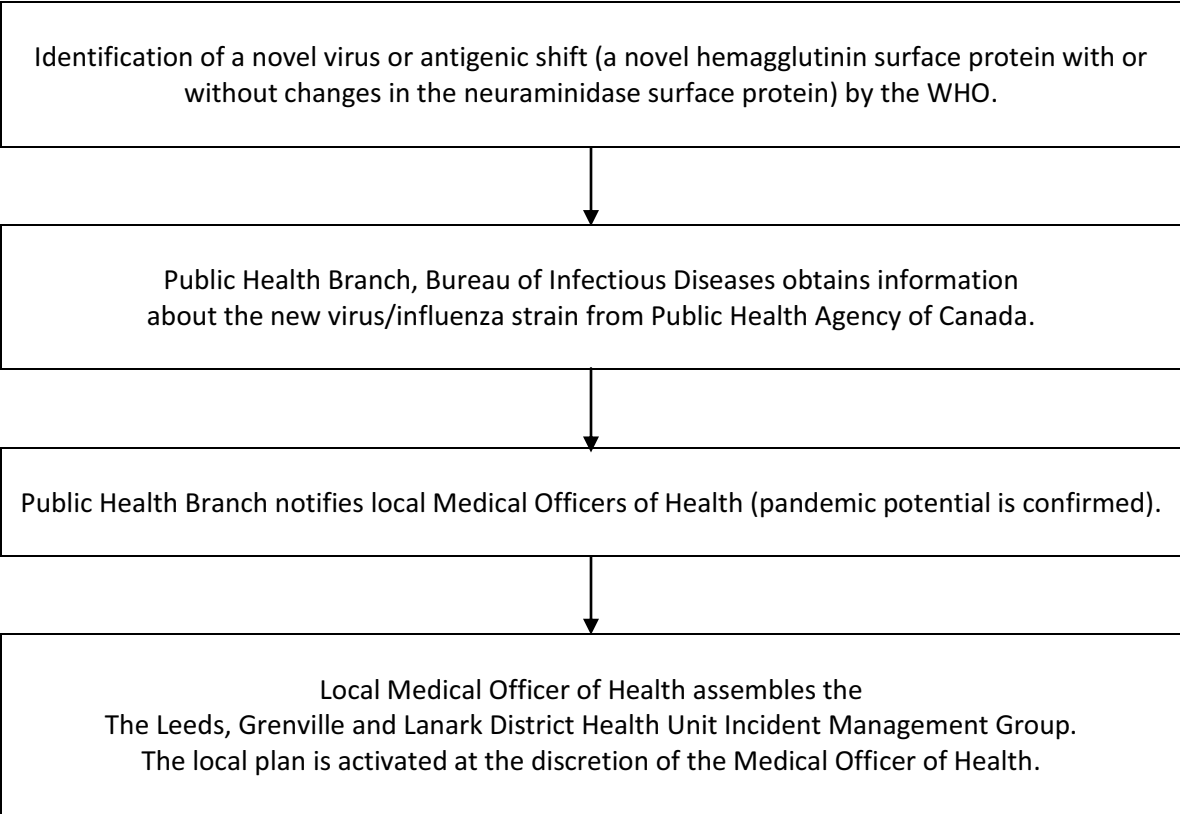 Identification of a novel virus or antigenic shift (a novel hemagglutinin surface protein with or
without changes in the neuraminidase surface protein) by the WHO.
Public Health Branch, Bureau of Infectious Diseases obtains information
about the new virus/influenza strain from Public Health Agency of Canada.
Public Health Branch notifies local Medical Officers of Health (pandemic potential is confirmed).
Local Medical Officer of Health assembles the
The Leeds, Grenville and Lanark District Health Unit Incident Management Group.
The local plan is activated at the discretion of the Medical Officer of Health.